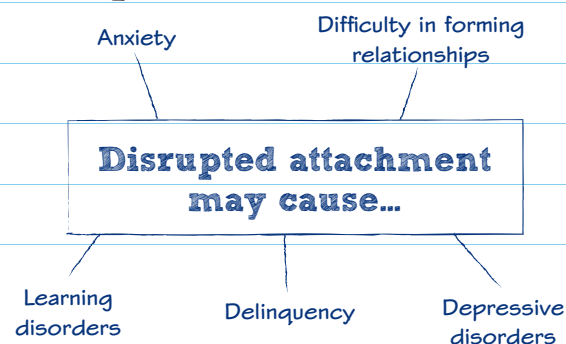 Anxiety
Difficulty in forming
relationships
Disrupted attachment
may cause...
Learning
disorders
Delinquency
Depressive
disorders